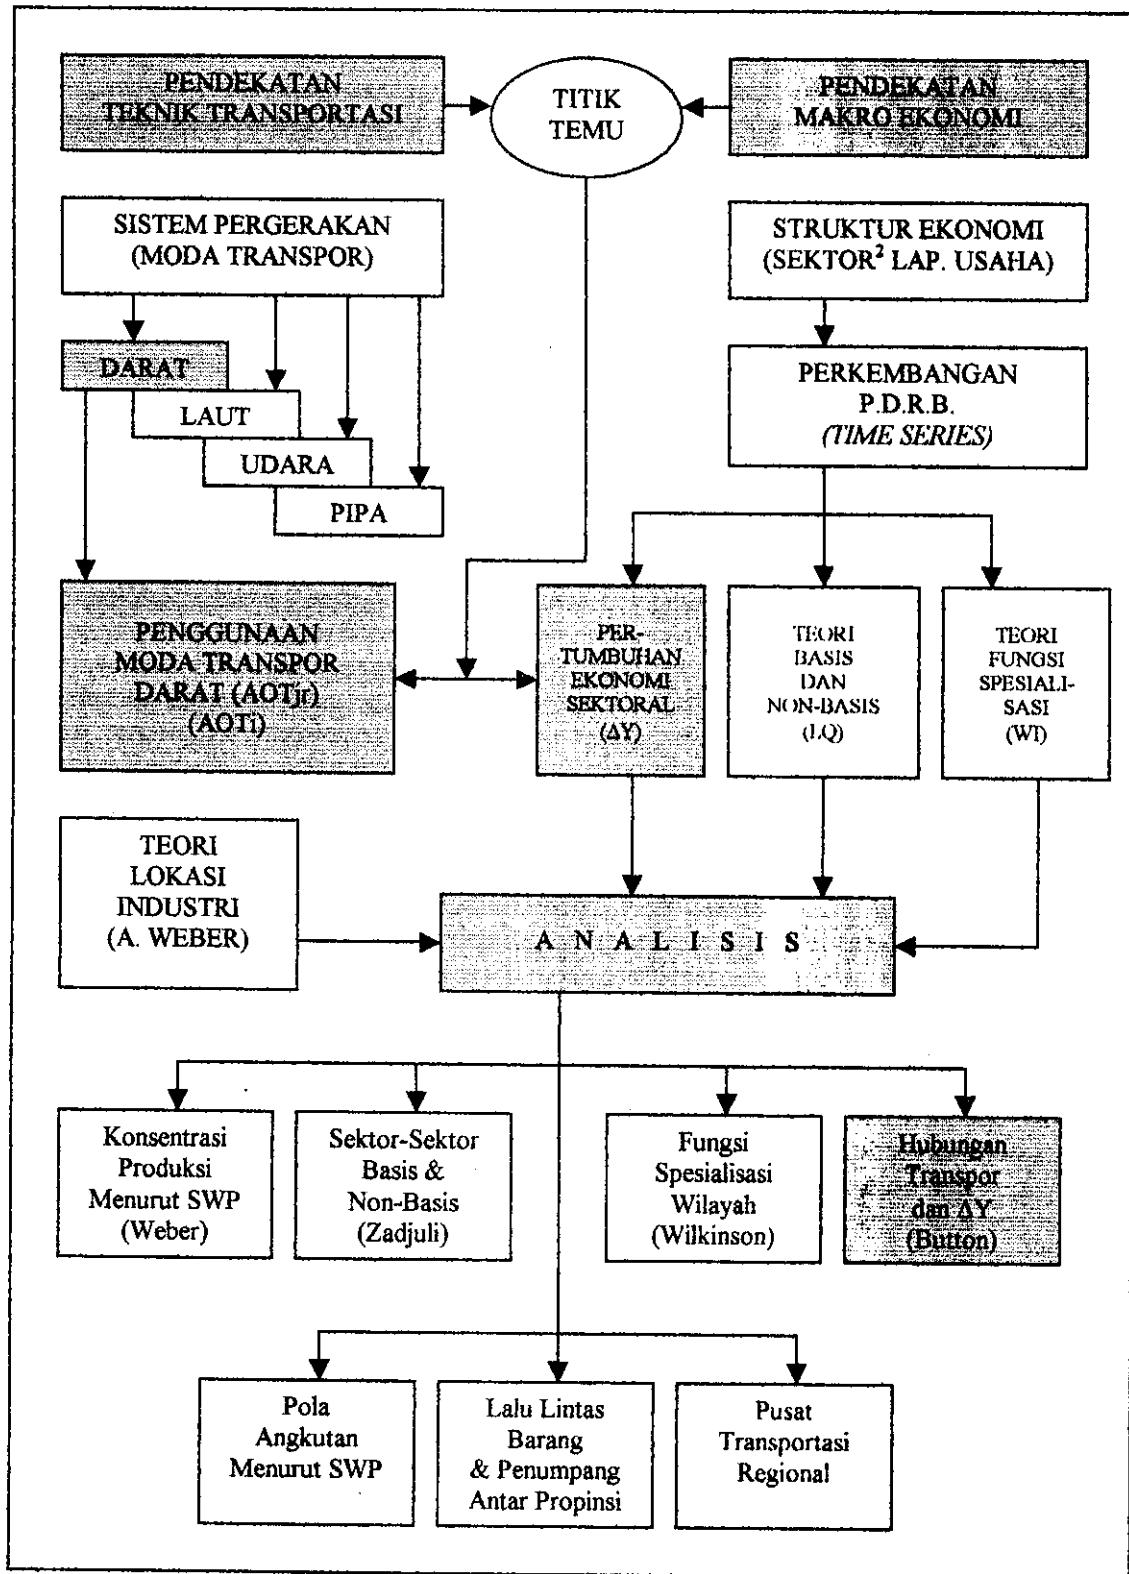 PENDEKATAN
TEKNIK TRANSPORTASI
TITIK
TEMU
PENDEKATAN
MAKRO EKONOMI
SISTEM PERGERAKAN
(MODA TRANSPOR)
STRUKTUR EKONOMI
(SEKTOR² LAP. USAHA)
DARAT
LAUT
UDARA
PIPA
PERKEMBANGAN
P.D.R.B.
(TIME SERIES)
PENGGUNAAN
MODA TRANSPOR
DARAT (AOTjr)
(AOTi)
PER-
TUMBUHAN
EKONOMI
SEKTORAL
(ΔY)
TEORI
BASIS
DAN
NON-BASIS
(LQ)
TEORI
FUNGSI
SPESIALI-
SASI
(WI)
TEORI
LOKASI
INDUSTRI
(A. WEBER)
A N A L I S I S
Konsentrasi
Produksi
Menurut SWP
(Weber)
Sektor-Sektor
Basis &
Non-Basis
(Zadjuli)
Fungsi
Spesialisasi
Wilayah
(Wilkinson)
Hubungan
Transpor
dan ΔY
(Button)
Pola
Angkutan
Menurut SWP
Lalu Lintas
Barang
& Penumpang
Antar Propinsi
Pusat
Transportasi
Regional